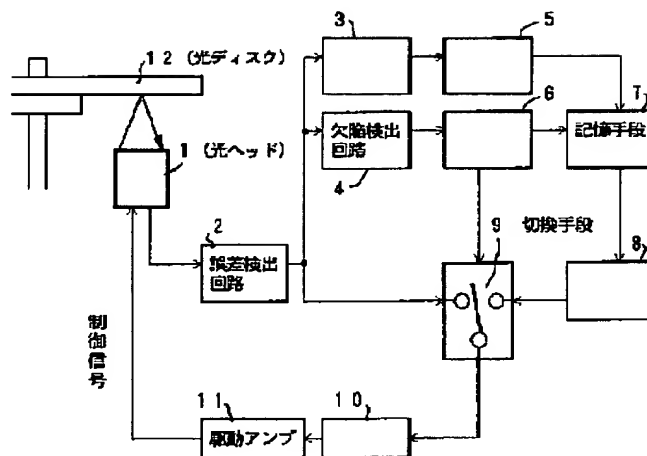 12 (光ディスク)
3
5
6
7
欠陥検出
回路
記憶手段
1 (光ヘッド)
4
2
誤差検出
回路
9 切換手段
8
制御信号
11
駆動アンプ
10